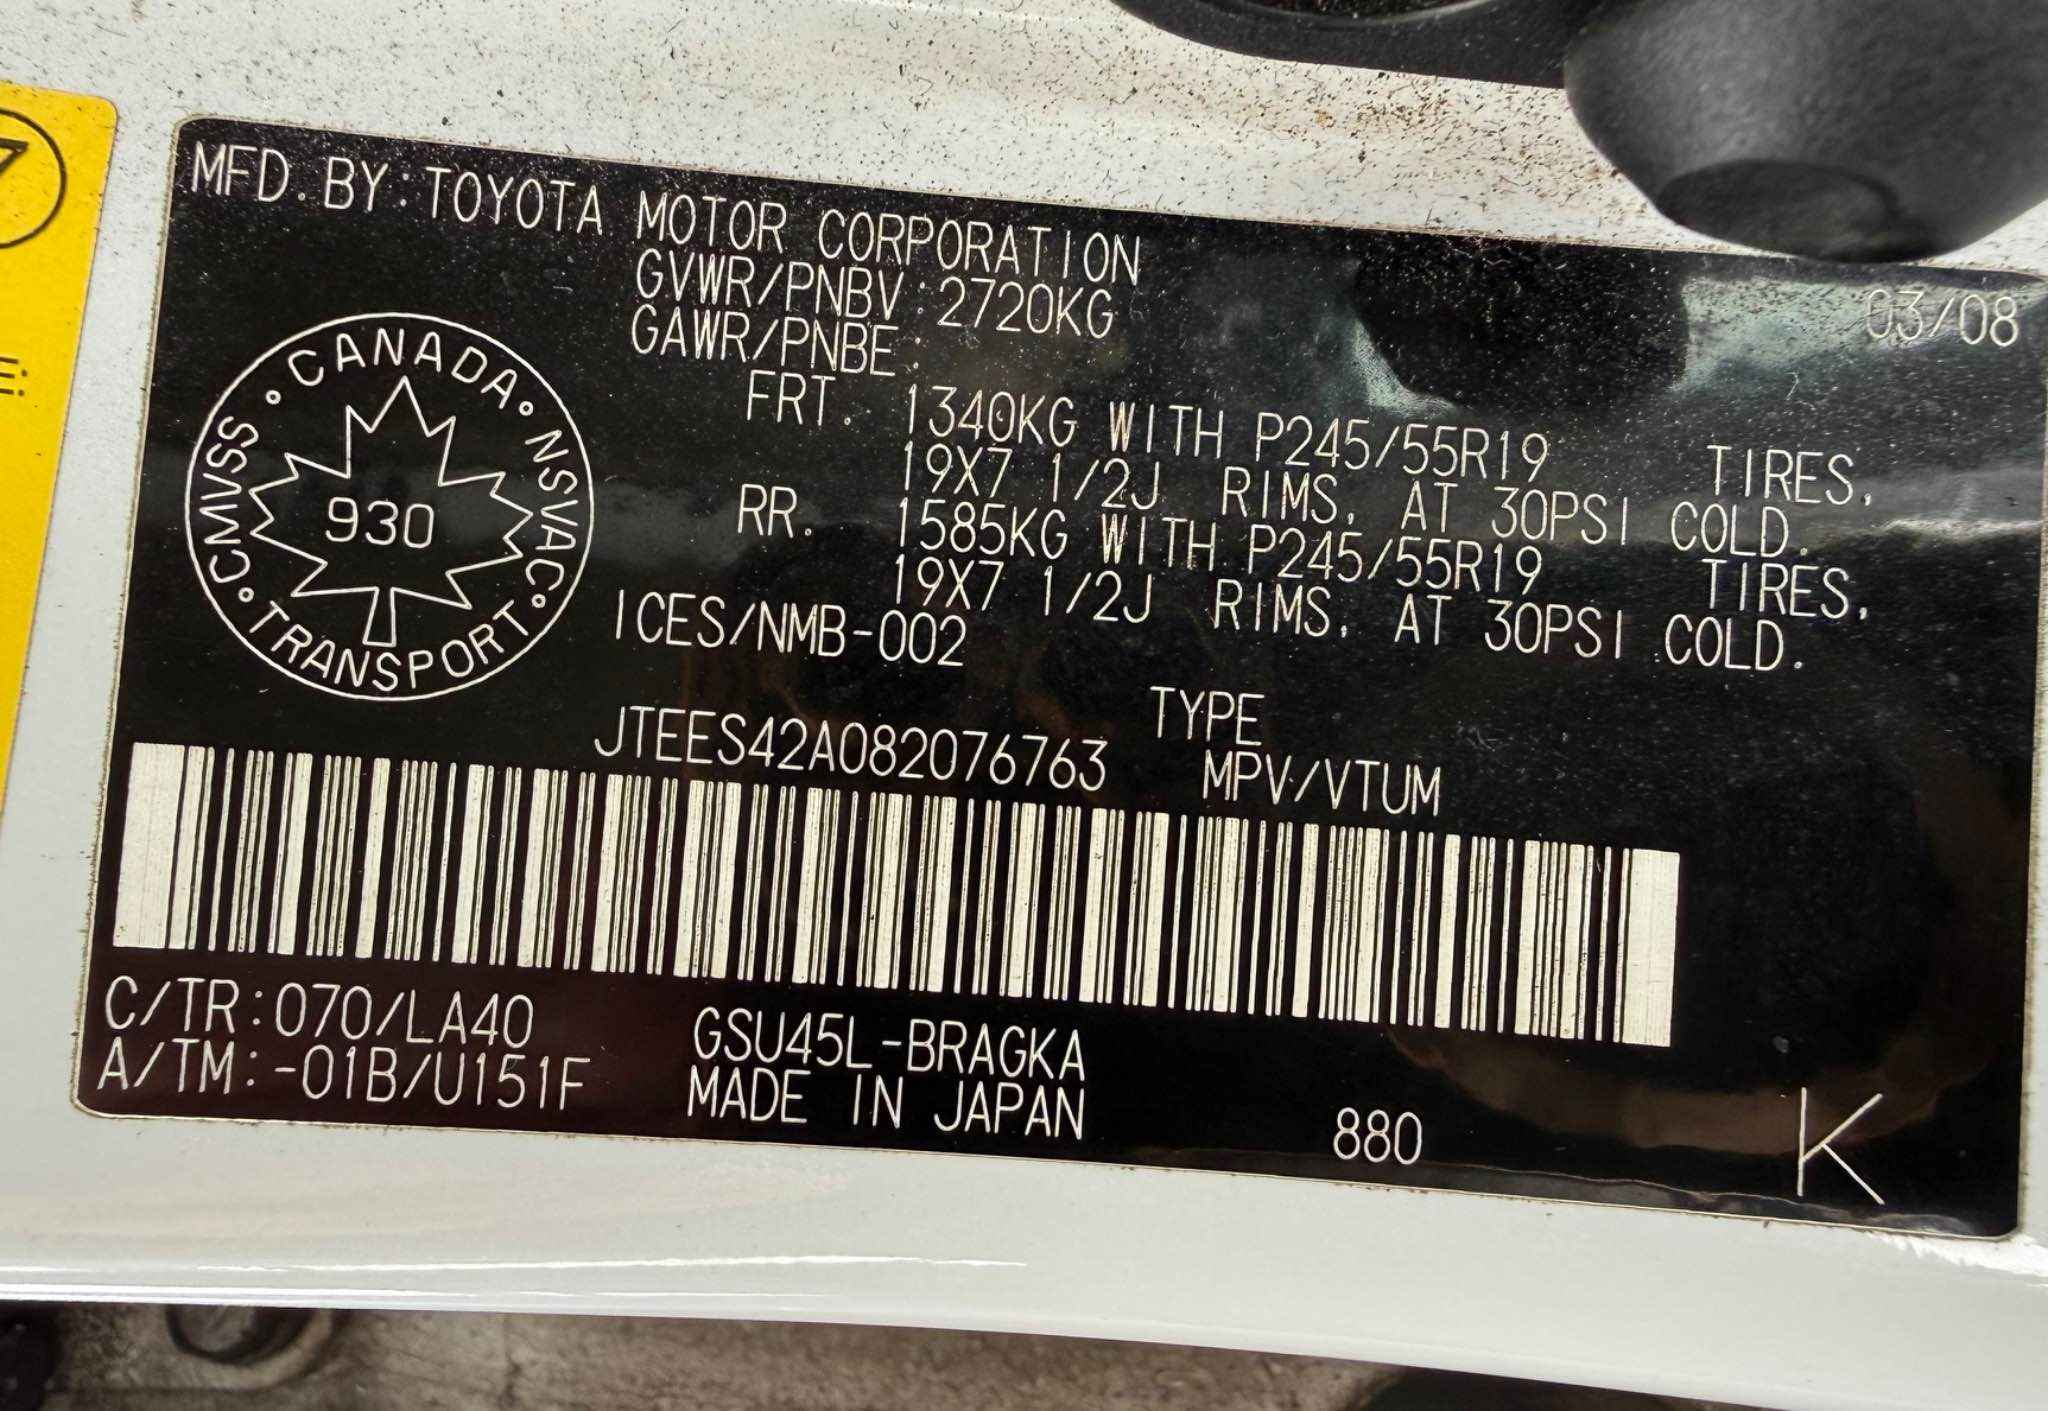 MFD. BY: TOYOTA MOTOR CORPORATION
GVWR/PNBV: 2720KG
03/08
GAWR/PNBE:
FRT. 1340KG WITH P245/55R19 TIRES,
19X7 1/2J RIMS, AT 30PSI COLD.
RR. 1585KG WITH P245/55R19 TIRES,
19X7 1/2J RIMS, AT 30PSI COLD.
ICES/NMB-002
CANADA · NSVAC · TRANSPORT · CMVSS ·
930
JTEES42A082076763
TYPE
MPV/VTUM
C/TR: 070/LA40
A/TM: -01B/U151F
GSU45L-BRAGKA
MADE IN JAPAN
880
K
E: